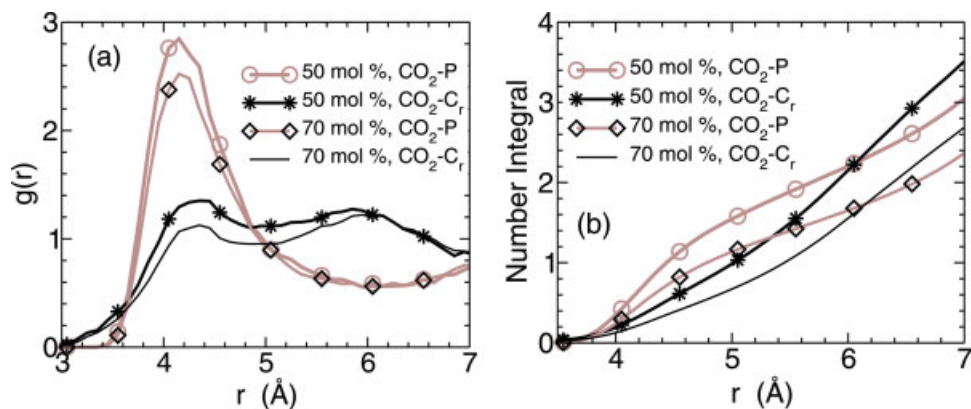 3
2
1
0
g(r)
(a)
50 mol %, CO2-P
50 mol %, CO2-Cr
70 mol %, CO2-P
70 mol %, CO2-Cr
3 4 5 6 7
r (Å)
4
3
2
1
0
Number Integral
50 mol %, CO2-P
50 mol %, CO2-Cr
70 mol %, CO2-P
70 mol %, CO2-Cr
(b)
4 5 6 7
r (Å)